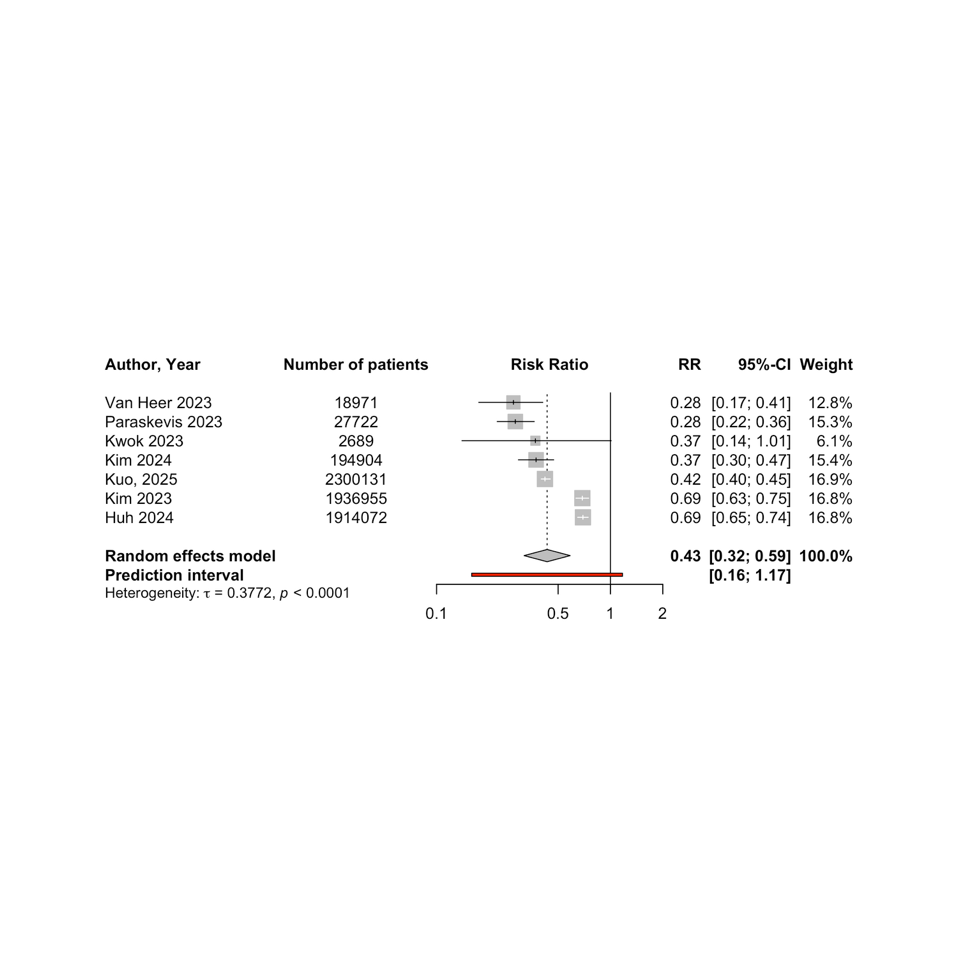 Author, Year Number of patients Risk Ratio RR 95%-CI Weight
Van Heer 2023 18971 0.28 [0.17; 0.41] 12.8%
Paraskevis 2023 27722 0.28 [0.22; 0.36] 15.3%
Kwok 2023 2689 0.37 [0.14; 1.01] 6.1%
Kim 2024 194904 0.37 [0.30; 0.47] 15.4%
Kuo, 2025 2300131 0.42 [0.40; 0.45] 16.9%
Kim 2023 1936955 0.69 [0.63; 0.75] 16.8%
Huh 2024 1914072 0.69 [0.65; 0.74] 16.8%
Random effects model 0.43 [0.32; 0.59] 100.0%
Prediction interval [0.16; 1.17]
Heterogeneity: τ = 0.3772, p < 0.0001
0.1 0.5 1 2